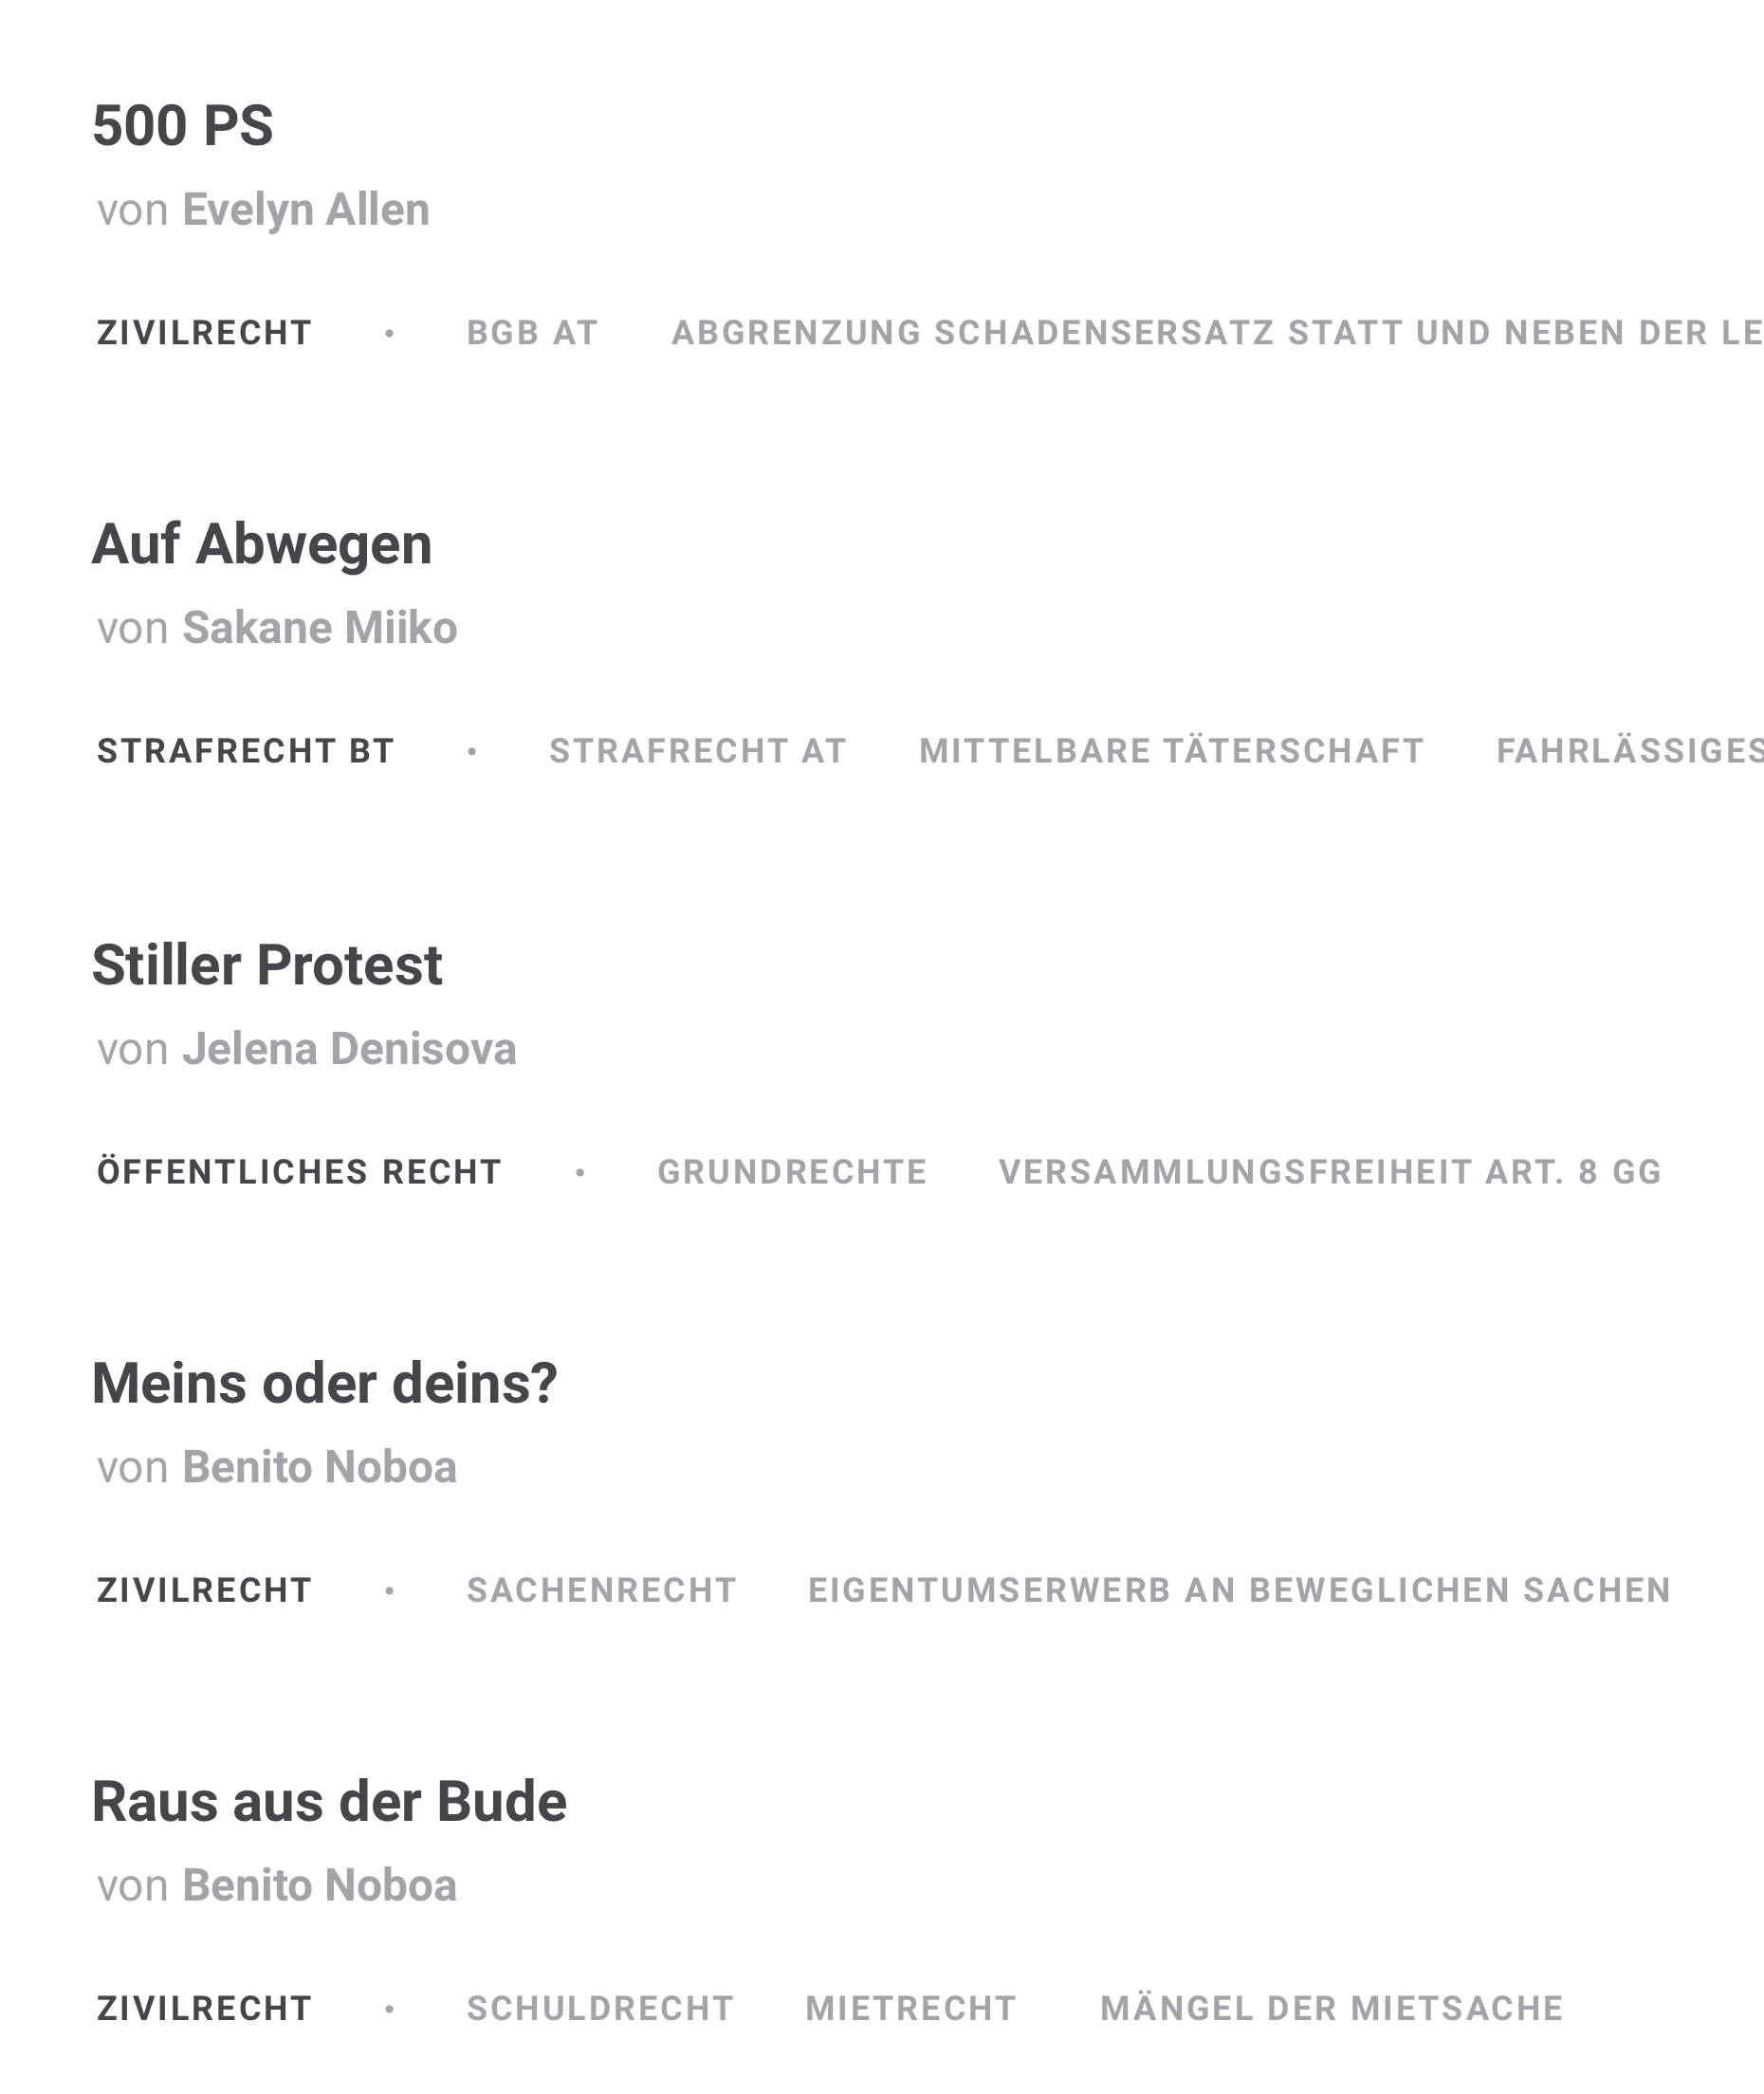 500 PS
von Evelyn Allen
ZIVILRECHT • BGB AT ABGRENZUNG SCHADENSERSATZ STATT UND NEBEN DER LE
Auf Abwegen
von Sakane Miiko
STRAFRECHT BT • STRAFRECHT AT MITTELBARE TÄTERSCHAFT FAHRLÄSSIGES
Stiller Protest
von Jelena Denisova
ÖFFENTLICHES RECHT • GRUNDRECHTE VERSAMMLUNGSFREIHEIT ART. 8 GG
Meins oder deins?
von Benito Noboa
ZIVILRECHT • SACHENRECHT EIGENTUMSERWERB AN BEWEGLICHEN SACHEN
Raus aus der Bude
von Benito Noboa
ZIVILRECHT • SCHULDRECHT MIETRECHT MÄNGEL DER MIETSACHE